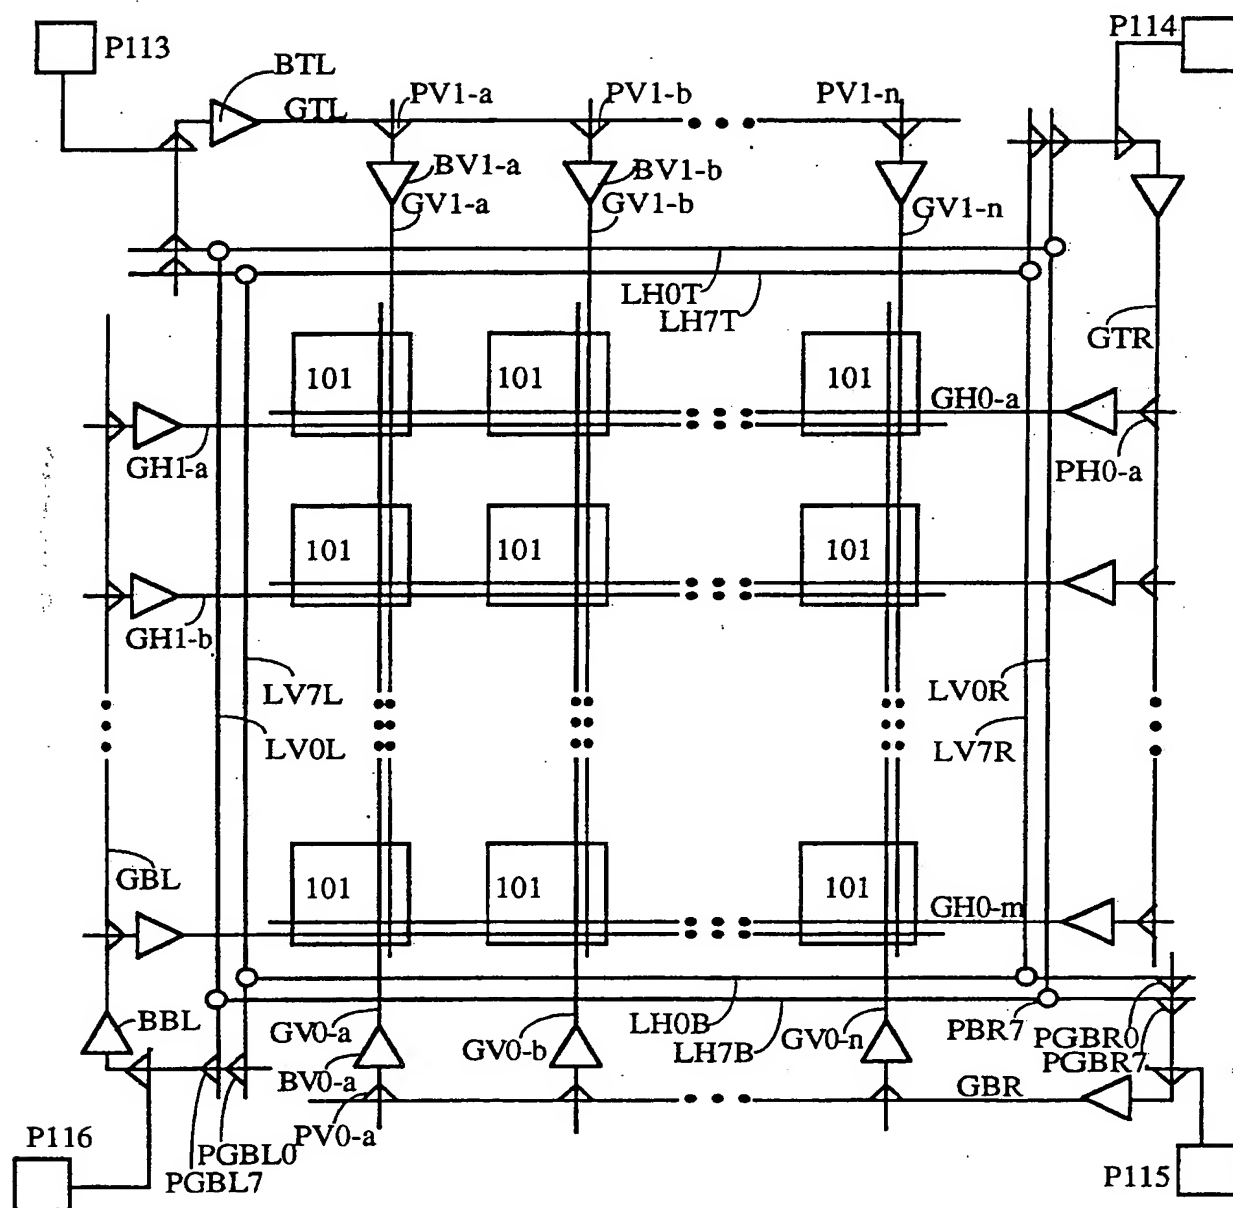 P113
P114
BTL
GTL
PV1-a
PV1-b
PV1-n
BV1-a
BV1-b
GV1-a
GV1-b
GV1-n
LH0T
LH7T
GTR
101
101
101
GH0-a
GH1-a
PH0-a
101
101
101
GH1-b
LV7L
LV0R
LV0L
LV7R
GBL
101
101
101
GH0-m
BBL
GV0-a
GV0-b
LH0B
LH7B
GV0-n
PBR7
PGBR0
PGBR7
BV0-a
GBR
PV0-a
P116
PGBL0
PGBL7
P115